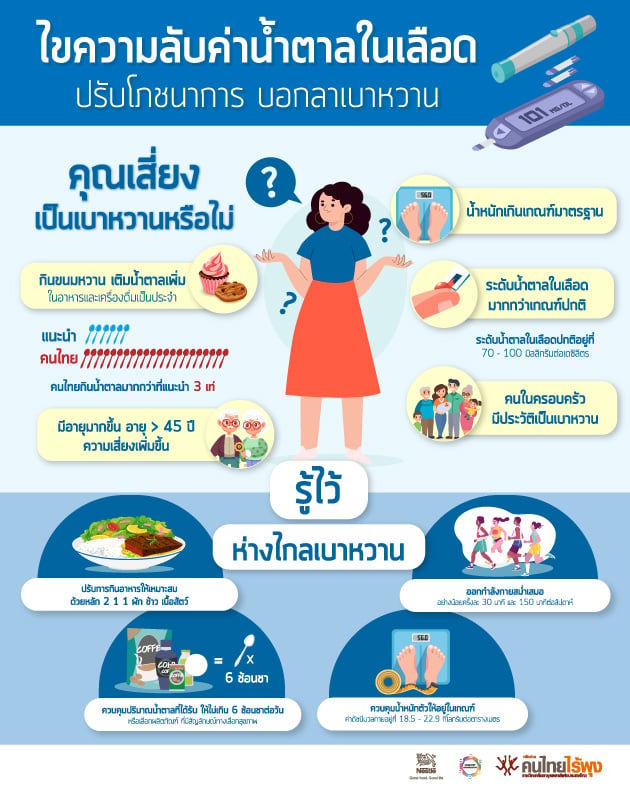 ไขความลับค่าน้ำตาลในเลือด
ปรับโภชนาการ บอกลาเบาหวาน
101 MG/DL
คุณเสี่ยง
เป็นเบาหวานหรือไม่
?
?
?
กินขนมหวาน เติมน้ำตาลเพิ่ม
ในอาหารและเครื่องดื่มเป็นประจำ
แนะนำ
คนไทย
คนไทยกินน้ำตาลมากกว่าที่แนะนำ 3 เท่
มีอายุมากขึ้น อายุ > 45 ปี
ความเสี่ยงเพิ่มขึ้น
560
น้ำหนักเกินเกณฑ์มาตรฐาน
ระดับน้ำตาลในเลือด
มากกว่าเกณฑ์ปกติ
ระดับน้ำตาลในเลือดปกติอยู่ที่
70 - 100 มิลลิกรัมต่อเดซิลิตร
คนในครอบครัว
มีประวัติเป็นเบาหวาน
รู้ไว้
ห่างไกลเบาหวาน
ปรับการกินอาหารให้เหมาะสม
ด้วยหลัก 2 1 1 ผัก ข้าว เนื้อสัตว์
ออกกำลังกายสม่ำเสมอ
อย่างน้อยครั้งละ 30 นาที และ 150 นาทีต่อสัปดาห์
COFFE
= X
6 ช้อนชา
ควบคุมปริมาณน้ำตาลที่ได้รับ ให้ไม่เกิน 6 ช้อนชาต่อวัน
หรือเลือกผลิตภัณฑ์ ที่มีสัญลักษณ์ทางเลือกสุขภาพ
560
ควบคุมน้ำหนักตัวให้อยู่ในเกณฑ์
ค่าดัชนีมวลกายอยู่ที่ 18.5 - 22.9 กิโลกรัมต่อตารางเมตร
Nestlé
Good food, Good life
เครือข่าย
คนไทยไร้พุง